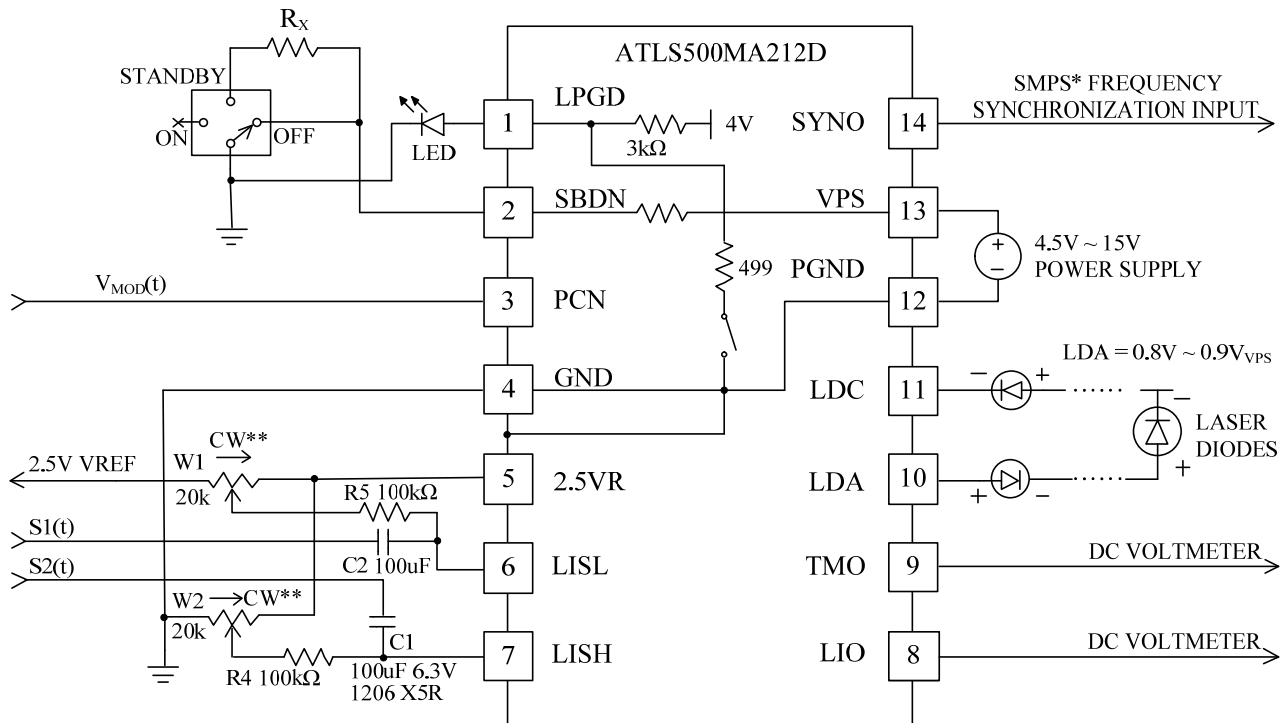 R_X
ATLS500MA212D
STANDBY
ON
OFF
LED
LPGD
1
3kΩ
4V
SYNO
14
SMPS* FREQUENCY
SYNCHRONIZATION INPUT
2
SBDN
VPS
13
499
PGND
12
4.5V ~ 15V
POWER SUPPLY
V_MOD(t)
3
PCN
4
GND
LDC
11
LDA = 0.8V ~ 0.9V_VPS
LASER
DIODES
2.5V VREF
W1
CW**
20k
5
2.5VR
LDA
10
R5 100kΩ
S1(t)
C2 100uF
6
LISL
TMO
9
DC VOLTMETER
S2(t)
W2
CW**
20k
R4 100kΩ
C1
100uF 6.3V
1206 X5R
7
LISH
LIO
8
DC VOLTMETER